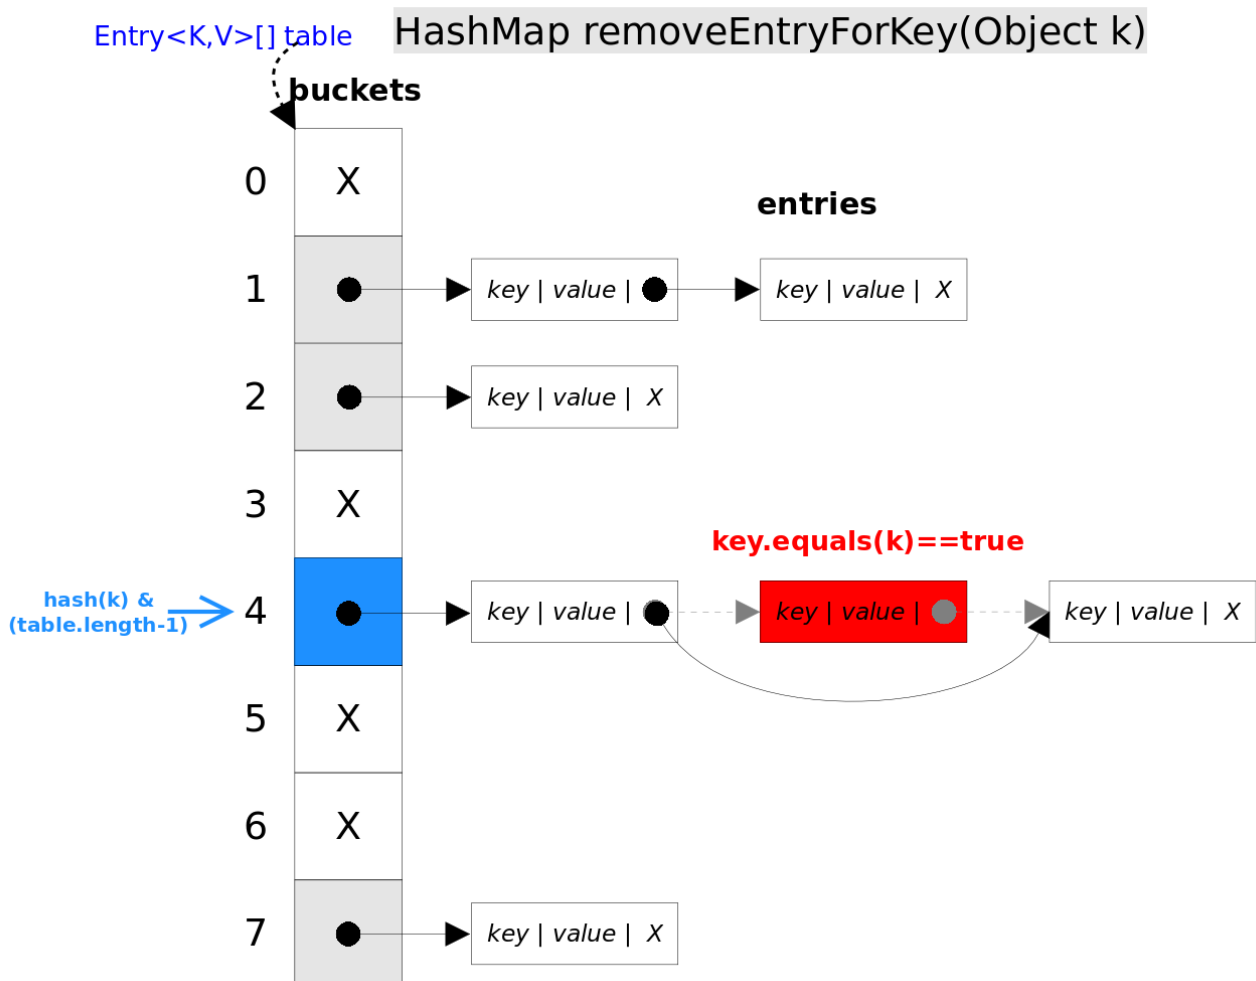 Entry<K,V>[] table
HashMap removeEntryForKey(Object k)
buckets
0 X
entries
1 key | value | key | value | X
2 key | value | X
3 X
key.equals(k)==true
hash(k) &
(table.length-1)
4 key | value | key | value | key | value | X
5 X
6 X
7 key | value | X